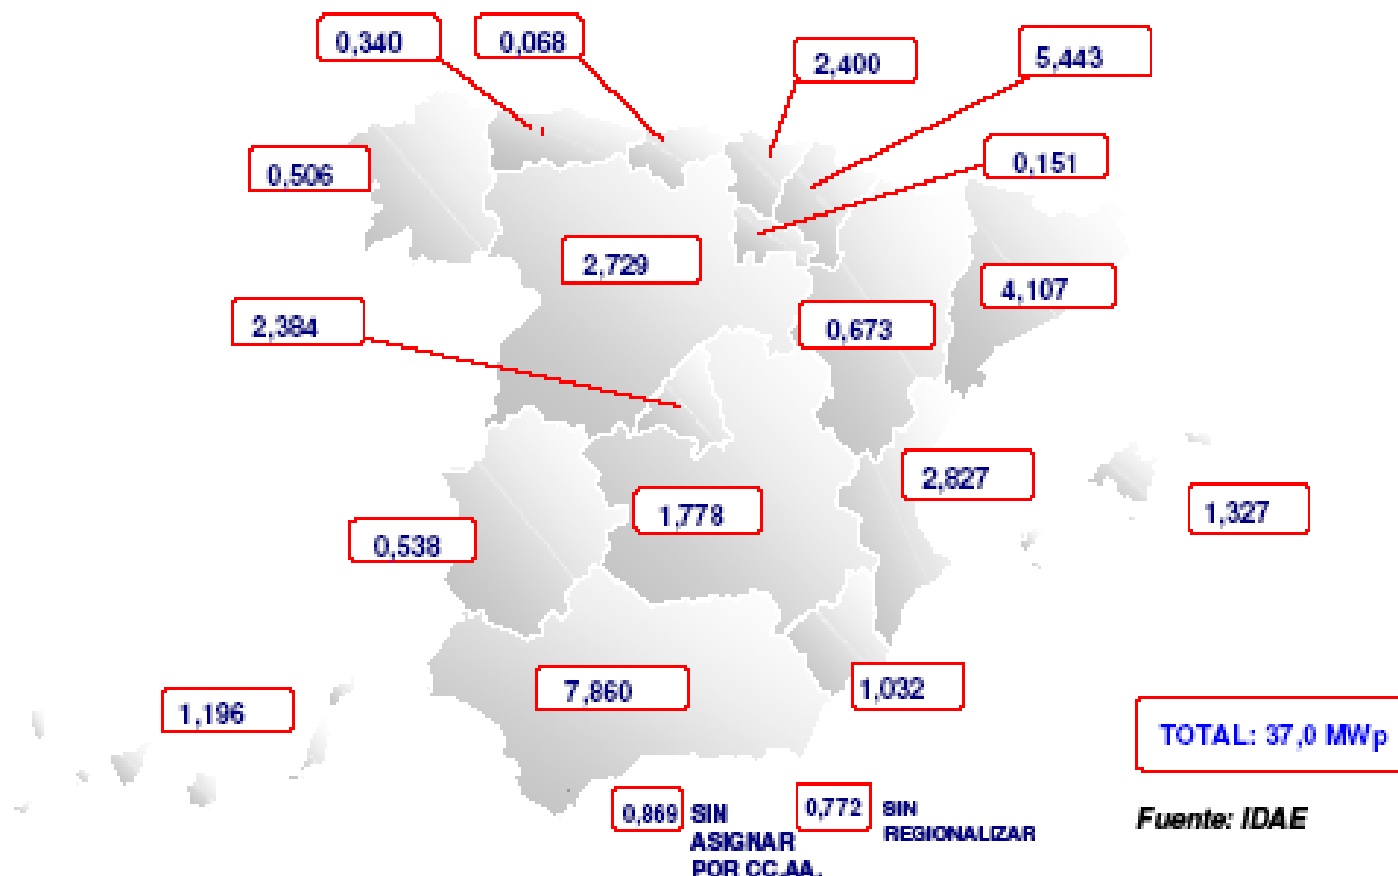 0,340
0,068
2,400
5,443
0,506
0,151
2,729
4,107
2,384
0,673
2,827
1,327
1,778
0,538
7,860
1,032
1,196
TOTAL: 37,0 MWp
0,869 SIN
ASIGNAR
POR CC.AA.
0,772 SIN
REGIONALIZAR
Fuente: IDAE